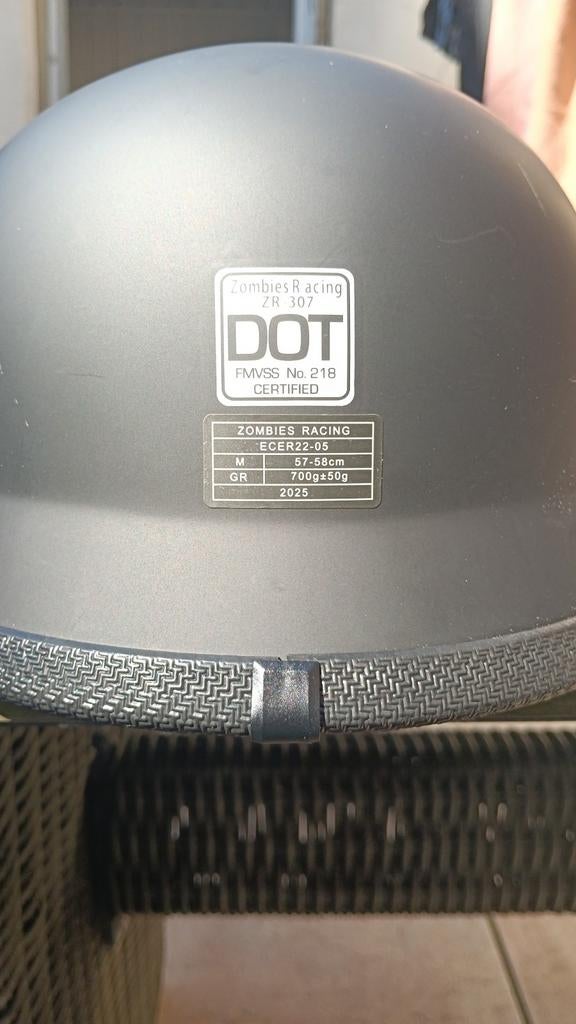 Zombies Racing
ZR-307
DOT
FMVSS No. 218
CERTIFIED
ZOMBIES RACING
ECER22-05
M 57-58cm
GR 700g±50g
2025